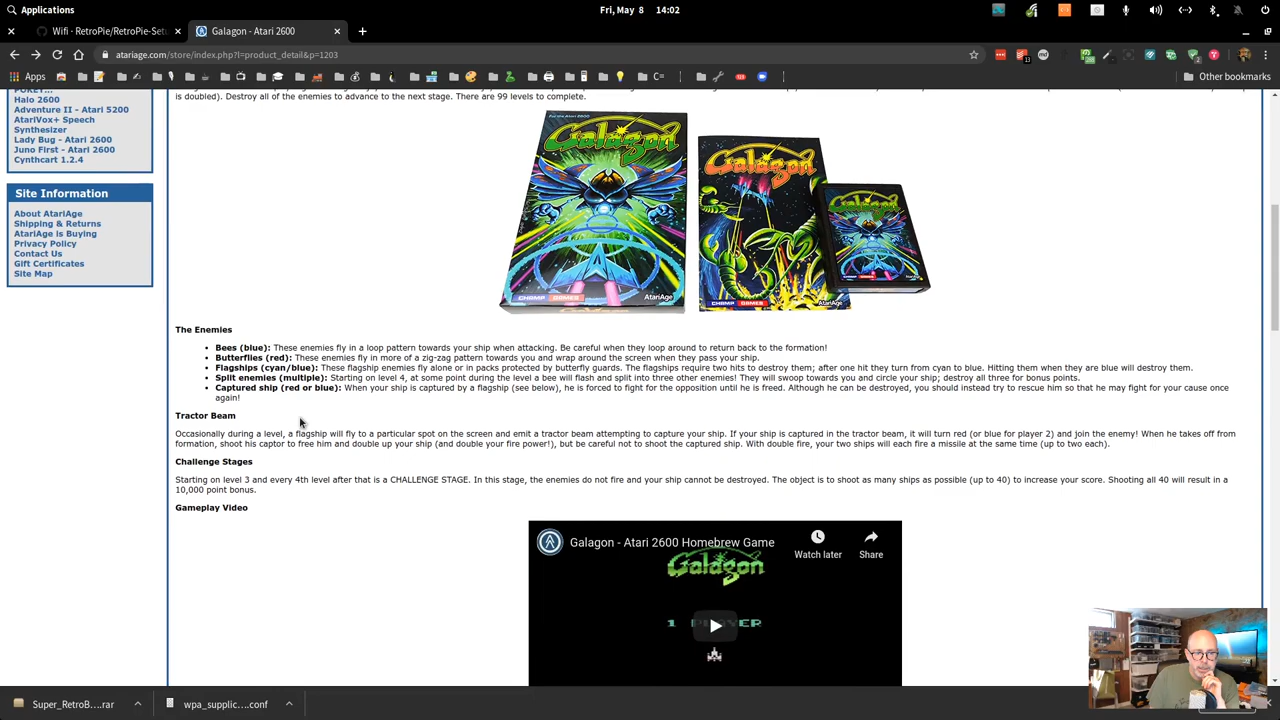 Applications
Fri, May 8 14:02
Wifi · RetroPie/RetroPie-Set
Galagon - Atari 2600
atariage.com/store/index.php?l=product_detail&p=1203
Apps
Other bookmarks
POKEY...
Halo 2600
Adventure II - Atari 5200
AtariVox+ Speech
Synthesizer
Lady Bug - Atari 2600
Juno First - Atari 2600
Cynthcart 1.2.4
Site Information
About AtariAge
Shipping & Returns
AtariAge is Buying
Privacy Policy
Contact Us
Gift Certificates
Site Map
is doubled). Destroy all of the enemies to advance to the next stage. There are 99 levels to complete.
For the Atari 2600
Galagon
CHAMP GAMES
AtariAge
Galagon
CHAMP GAMES
AtariAge
Galagon
The Enemies
• Bees (blue): These enemies fly in a loop pattern towards your ship when attacking. Be careful when they loop around to return back to the formation!
• Butterflies (red): These enemies fly in more of a zig-zag pattern towards you and wrap around the screen when they pass your ship.
• Flagships (cyan/blue): These flagship enemies fly alone or in packs protected by butterfly guards. The flagships require two hits to destroy them; after one hit they turn from cyan to blue. Hitting them when they are blue will destroy them.
• Split enemies (multiple): Starting on level 4, at some point during the level a bee will flash and split into three other enemies! They will swoop towards you and circle your ship; destroy all three for bonus points.
• Captured ship (red or blue): When your ship is captured by a flagship (see below), he is forced to fight for the opposition until he is freed. Although he can be destroyed, you should instead try to rescue him so that he may fight for your cause once
again!
Tractor Beam
Occasionally during a level, a flagship will fly to a particular spot on the screen and emit a tractor beam attempting to capture your ship. If your ship is captured in the tractor beam, it will turn red (or blue for player 2) and join the enemy! When he takes off from
formation, shoot his captor to free him and double up your ship (and double your fire power!), but be careful not to shoot the captured ship. With double fire, your two ships will each fire a missile at the same time (up to two each).
Challenge Stages
Starting on level 3 and every 4th level after that is a CHALLENGE STAGE. In this stage, the enemies do not fire and your ship cannot be destroyed. The object is to shoot as many ships as possible (up to 40) to increase your score. Shooting all 40 will result in a
10,000 point bonus.
Gameplay Video
Galagon - Atari 2600 Homebrew Game
Watch later
Share
Galagon
1 PLAYER
Super_RetroB....rar
wpa_supplic....conf